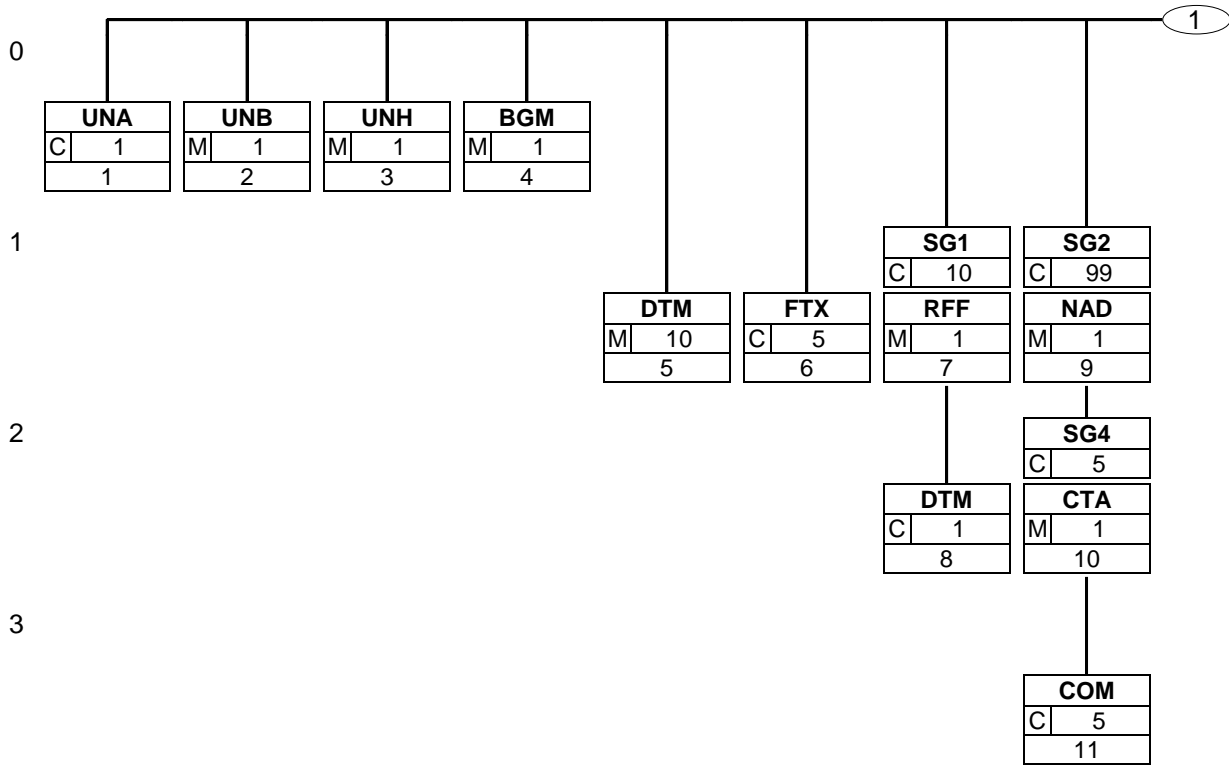 1
0
UNA UNB UNH BGM
C 1 M 1 M 1 M 1
1 2 3 4
1
SG1 SG2
C 10 C 99
DTM FTX RFF NAD
M 10 C 5 M 1 M 1
5 6 7 9
2
SG4
C 5
DTM CTA
C 1 M 1
8 10
3
COM
C 5
11